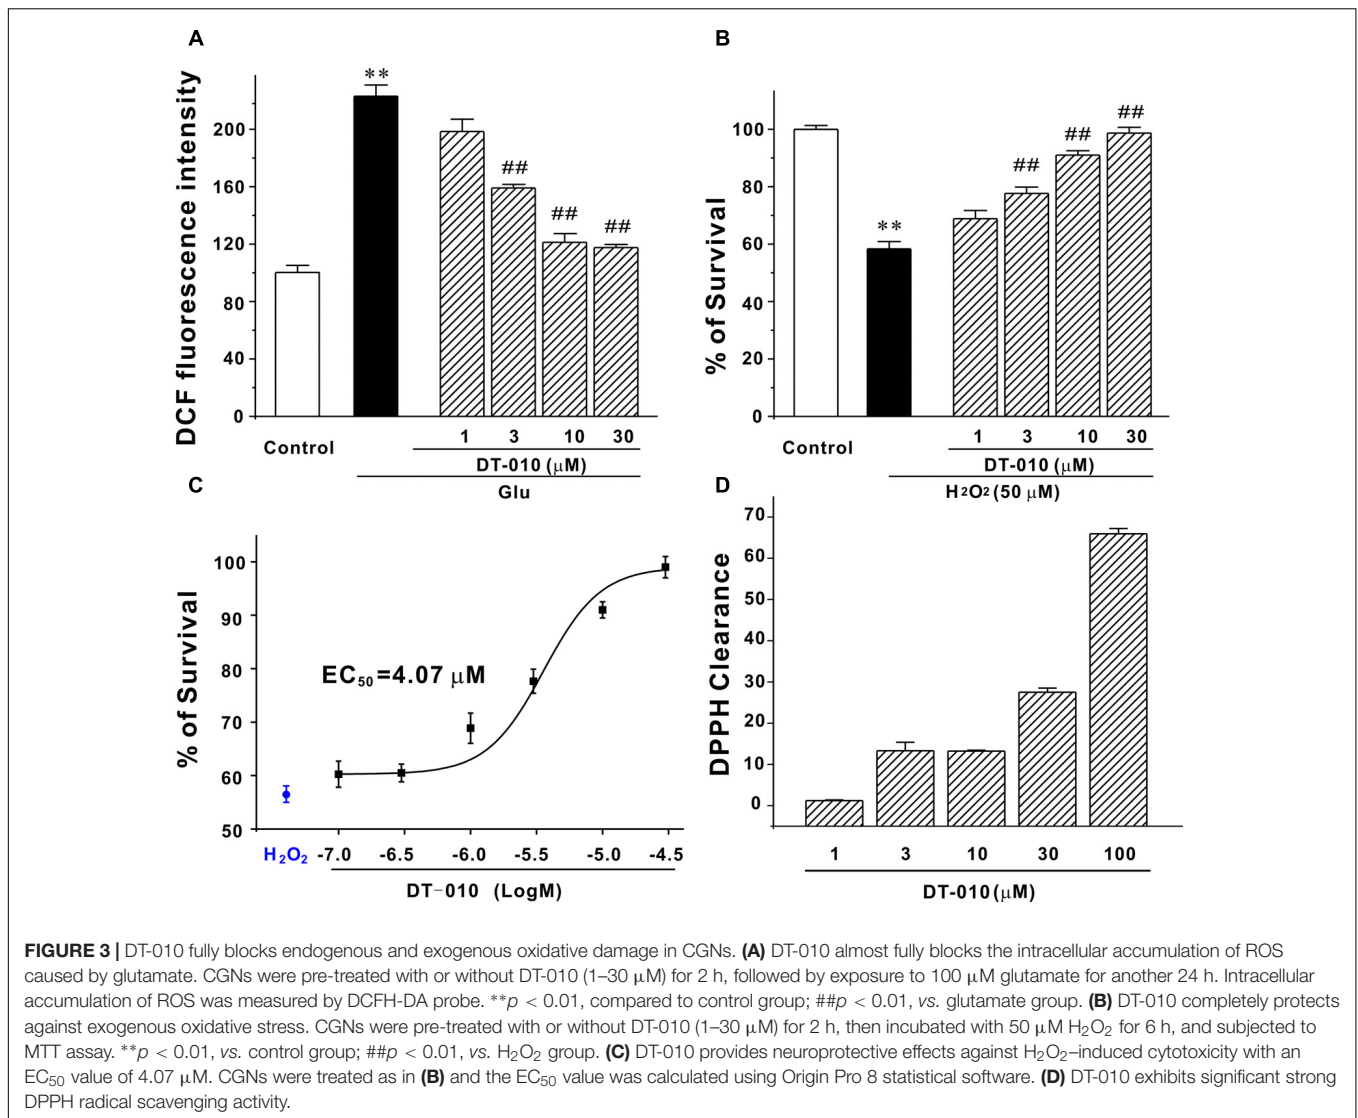 A
DCF fluorescence intensity
200
160
120
80
40
0
**
##
##
##
Control
1 3 10 30
DT-010 (μM)
Glu
B
% of Survival
100
80
60
40
20
0
**
##
##
##
Control
1 3 10 30
DT-010 (μM)
H2O2 (50 μM)
C
% of Survival
100
90
80
70
60
50
EC50=4.07 μM
H2O2 -7.0 -6.5 -6.0 -5.5 -5.0 -4.5
DT-010 (LogM)
D
DPPH Clearance
70
60
50
40
30
20
10
0
1 3 10 30 100
DT-010(μM)
FIGURE 3 | DT-010 fully blocks endogenous and exogenous oxidative damage in CGNs. (A) DT-010 almost fully blocks the intracellular accumulation of ROS
caused by glutamate. CGNs were pre-treated with or without DT-010 (1–30 μM) for 2 h, followed by exposure to 100 μM glutamate for another 24 h. Intracellular
accumulation of ROS was measured by DCFH-DA probe. **p < 0.01, compared to control group; ##p < 0.01, vs. glutamate group. (B) DT-010 completely protects
against exogenous oxidative stress. CGNs were pre-treated with or without DT-010 (1–30 μM) for 2 h, then incubated with 50 μM H2O2 for 6 h, and subjected to
MTT assay. **p < 0.01, vs. control group; ##p < 0.01, vs. H2O2 group. (C) DT-010 provides neuroprotective effects against H2O2–induced cytotoxicity with an
EC50 value of 4.07 μM. CGNs were treated as in (B) and the EC50 value was calculated using Origin Pro 8 statistical software. (D) DT-010 exhibits significant strong
DPPH radical scavenging activity.